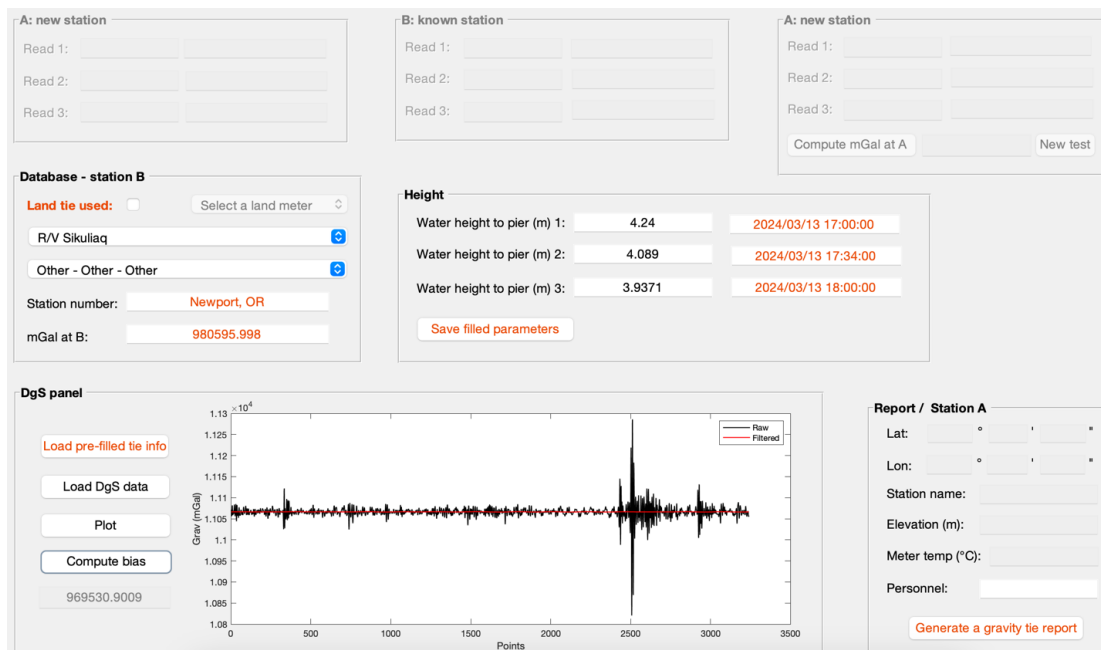 A: new station
Read 1:
Read 2:
Read 3:
B: known station
Read 1:
Read 2:
Read 3:
A: new station
Read 1:
Read 2:
Read 3:
Compute mGal at A
New test
Database - station B
Land tie used:
Select a land meter
R/V Sikuliaq
Other - Other - Other
Station number: Newport, OR
mGal at B: 980595.998
Height
Water height to pier (m) 1: 4.24 2024/03/13 17:00:00
Water height to pier (m) 2: 4.089 2024/03/13 17:34:00
Water height to pier (m) 3: 3.9371 2024/03/13 18:00:00
Save filled parameters
DgS panel
Load pre-filled tie info
Load DgS data
Plot
Compute bias
969530.9009
×10⁴
1.13
1.125
1.12
1.115
1.11
1.105
1.1
1.095
1.09
1.085
1.08
Grav (mGal)
Raw
Filtered
0 500 1000 1500 2000 2500 3000 3500
Points
Report / Station A
Lat: ° ' "
Lon: ° ' "
Station name:
Elevation (m):
Meter temp (°C):
Personnel:
Generate a gravity tie report